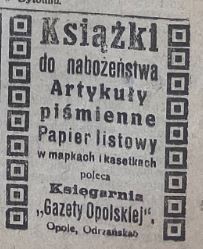 Książki
do nabożeństwa
Artykuły
piśmienne
Papier listowy
w mapkach i kasetkach
poleca
Księgarnia
„Gazety Opolskiej".
Opole, Odrzańska